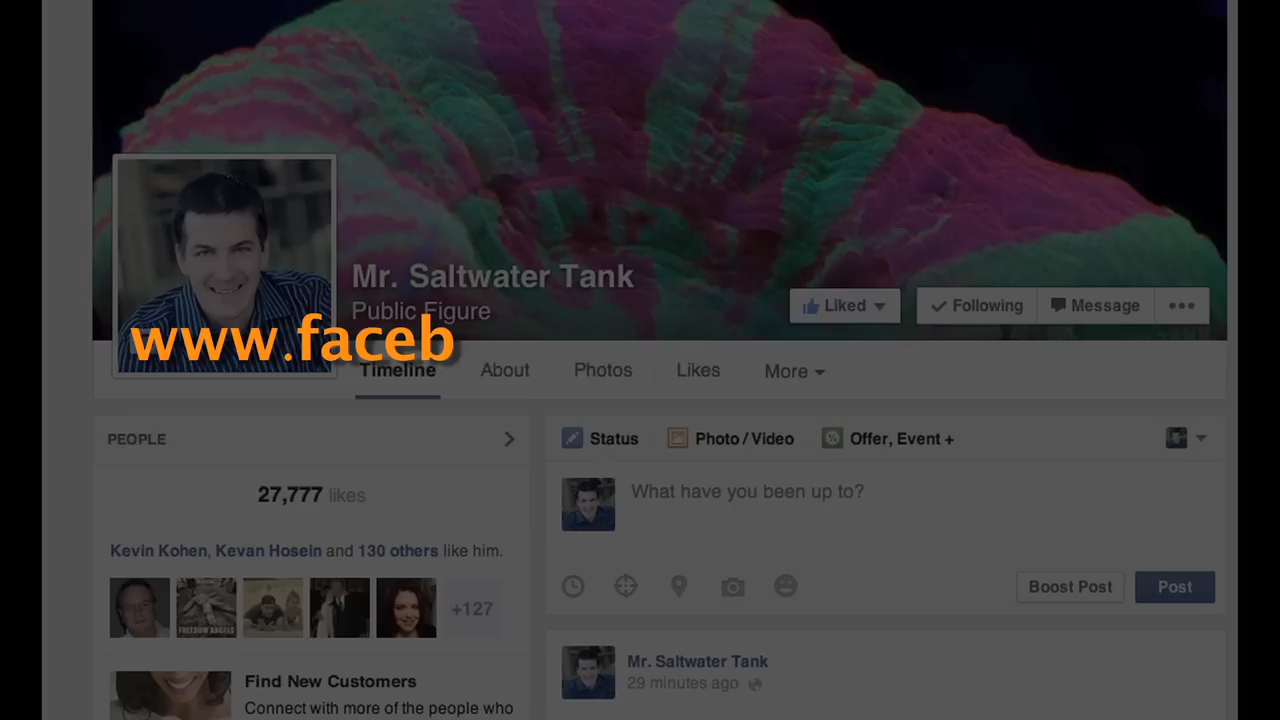 Mr. Saltwater Tank
Public Figure
Liked
Following
Message
www.faceb
Timeline
About
Photos
Likes
More
PEOPLE
27,777 likes
Kevin Kohen, Kevan Hosein and 130 others like him.
FREEDOM ANGELS
+127
Find New Customers
Connect with more of the people who
Status
Photo / Video
Offer, Event +
What have you been up to?
Boost Post
Post
Mr. Saltwater Tank
29 minutes ago